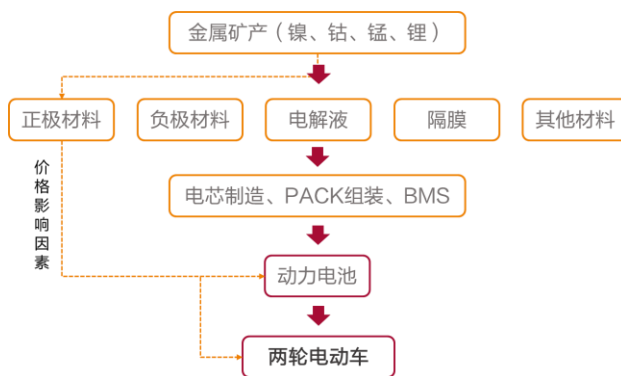 金属矿产（镍、钴、锰、锂）
正极材料
负极材料
电解液
隔膜
其他材料
价格影响因素
电芯制造、PACK组装、BMS
动力电池
两轮电动车